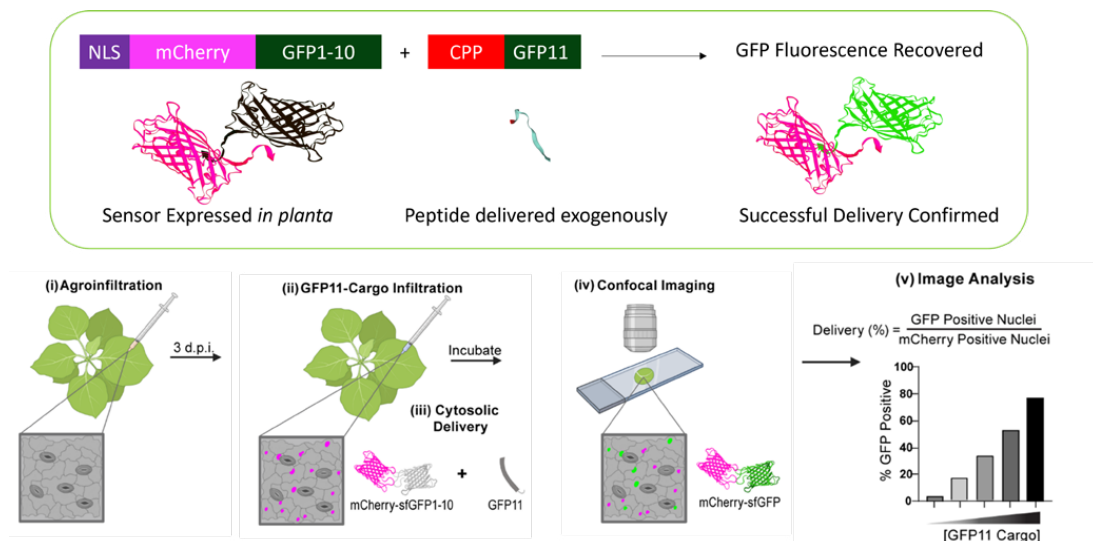 NLS mCherry GFP1-10 + CPP GFP11 GFP Fluorescence Recovered
Sensor Expressed in planta Peptide delivered exogenously Successful Delivery Confirmed
(i) Agroinfiltration
3 d.p.i.
(ii) GFP11-Cargo Infiltration
Incubate
(iii) Cytosolic
Delivery
+
mCherry-sfGFP1-10 GFP11
(iv) Confocal Imaging
mCherry-sfGFP
(v) Image Analysis
Delivery (%) = GFP Positive Nuclei
mCherry Positive Nuclei
% GFP Positive
100
80
60
40
20
0
[GFP11 Cargo]